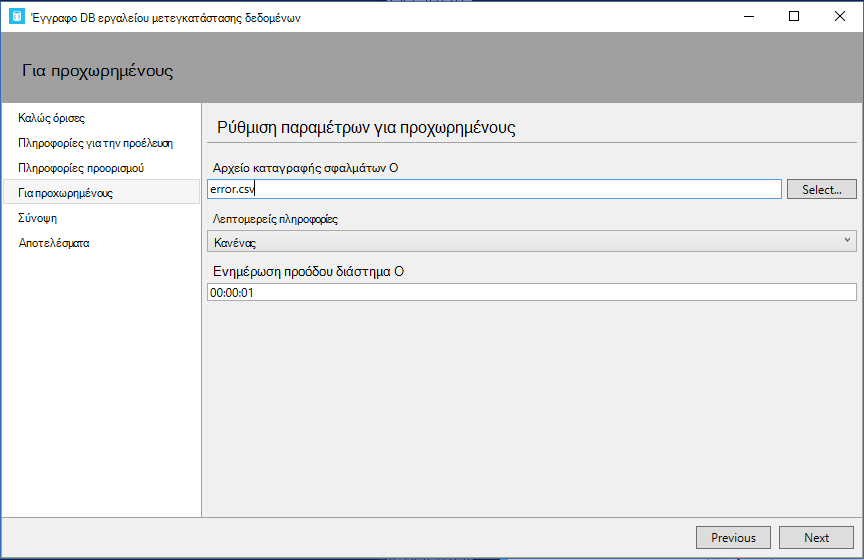 Έγγραφο DB εργαλείου μετεγκατάστασης δεδομένων
Για προχωρημένους
Καλώς όρισες
Πληροφορίες για την προέλευση
Πληροφορίες προορισμού
Για προχωρημένους
Σύνοψη
Αποτελέσματα
Ρύθμιση παραμέτρων για προχωρημένους
Αρχείο καταγραφής σφαλμάτων Ο
error.csv
Select...
Λεπτομερείς πληροφορίες
Κανένας
Ενημέρωση προόδου διάστημα Ο
00:00:01
Previous
Next